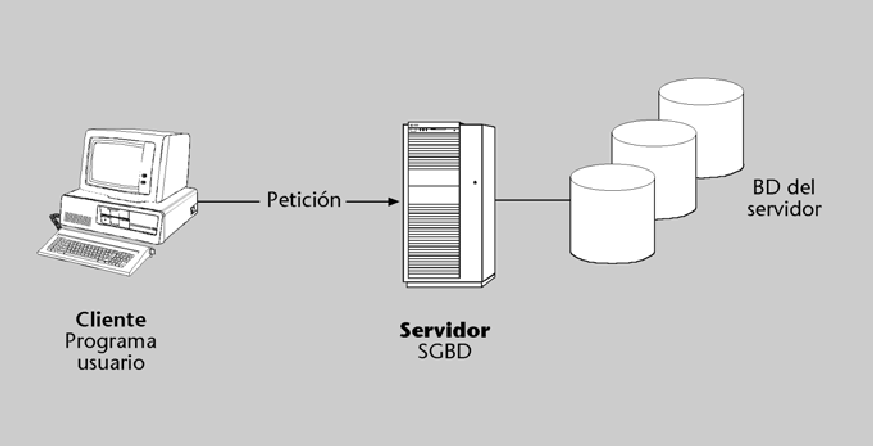 Petición
BD del
servidor
Cliente
Programa
usuario
Servidor
SGBD